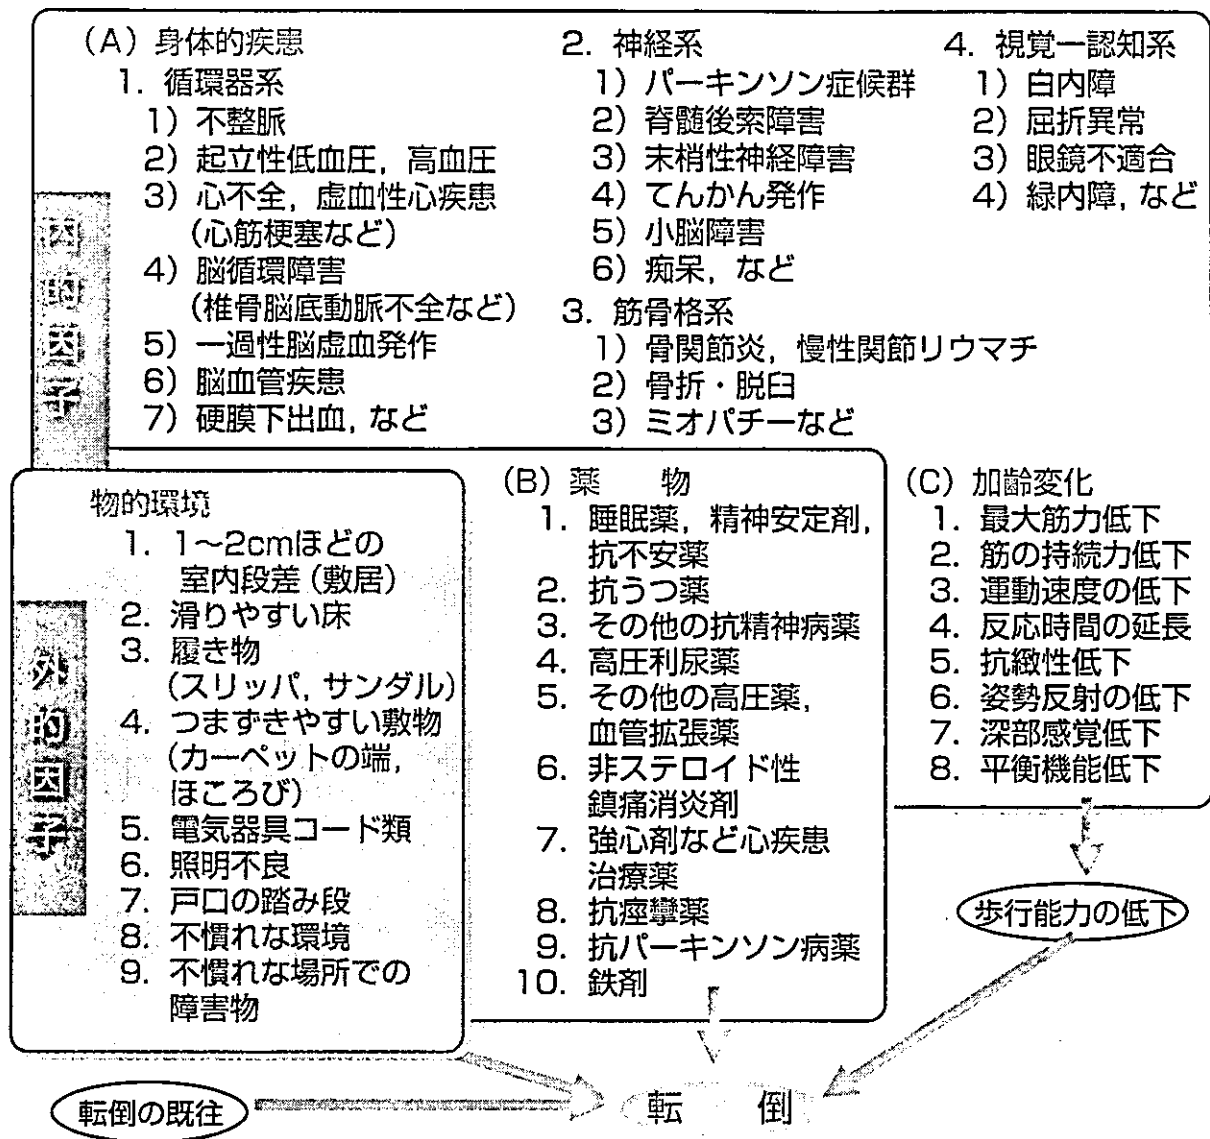 内的因子
(A) 身体的疾患
1. 循環器系
1) 不整脈
2) 起立性低血圧, 高血圧
3) 心不全, 虚血性心疾患
(心筋梗塞など)
4) 脳循環障害
(椎骨脳底動脈不全など)
5) 一過性脳虚血発作
6) 脳血管疾患
7) 硬膜下出血, など
2. 神経系
1) パーキンソン症候群
2) 脊髄後索障害
3) 末梢性神経障害
4) てんかん発作
5) 小脳障害
6) 痴呆, など
3. 筋骨格系
1) 骨関節炎, 慢性関節リウマチ
2) 骨折・脱臼
3) ミオパチーなど
4. 視覚ー認知系
1) 白内障
2) 屈折異常
3) 眼鏡不適合
4) 緑内障, など
(B) 薬 物
1. 睡眠薬, 精神安定剤,
抗不安薬
2. 抗うつ薬
3. その他の抗精神病薬
4. 高圧利尿薬
5. その他の高圧薬,
血管拡張薬
6. 非ステロイド性
鎮痛消炎剤
7. 強心剤など心疾患
治療薬
8. 抗痙攣薬
9. 抗パーキンソン病薬
10. 鉄剤
(C) 加齢変化
1. 最大筋力低下
2. 筋の持続力低下
3. 運動速度の低下
4. 反応時間の延長
5. 抗緻性低下
6. 姿勢反射の低下
7. 深部感覚低下
8. 平衡機能低下
外的因子
物的環境
1. 1〜2cmほどの
室内段差(敷居)
2. 滑りやすい床
3. 履き物
(スリッパ, サンダル)
4. つまずきやすい敷物
(カーペットの端,
ほころび)
5. 電気器具コード類
6. 照明不良
7. 戸口の踏み段
8. 不慣れな環境
9. 不慣れな場所での
障害物
歩行能力の低下
転倒の既往
転 倒